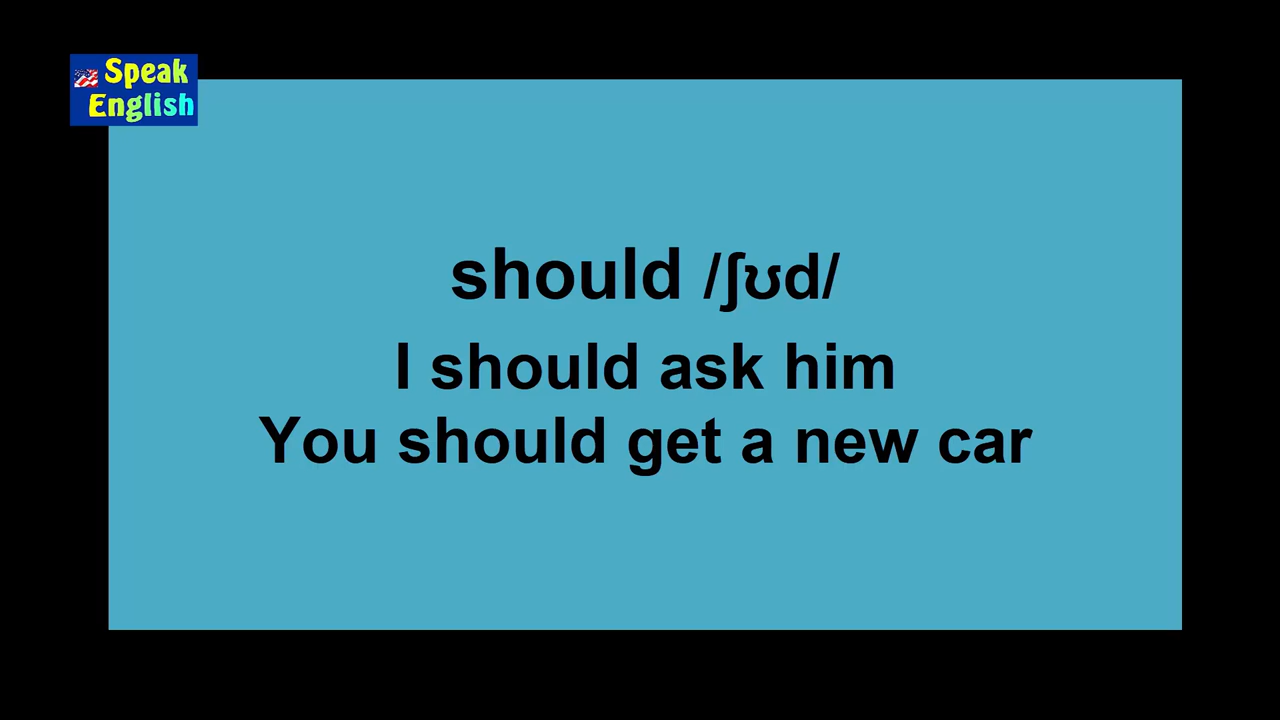 Speak
English
should /ʃʊd/
I should ask him
You should get a new car